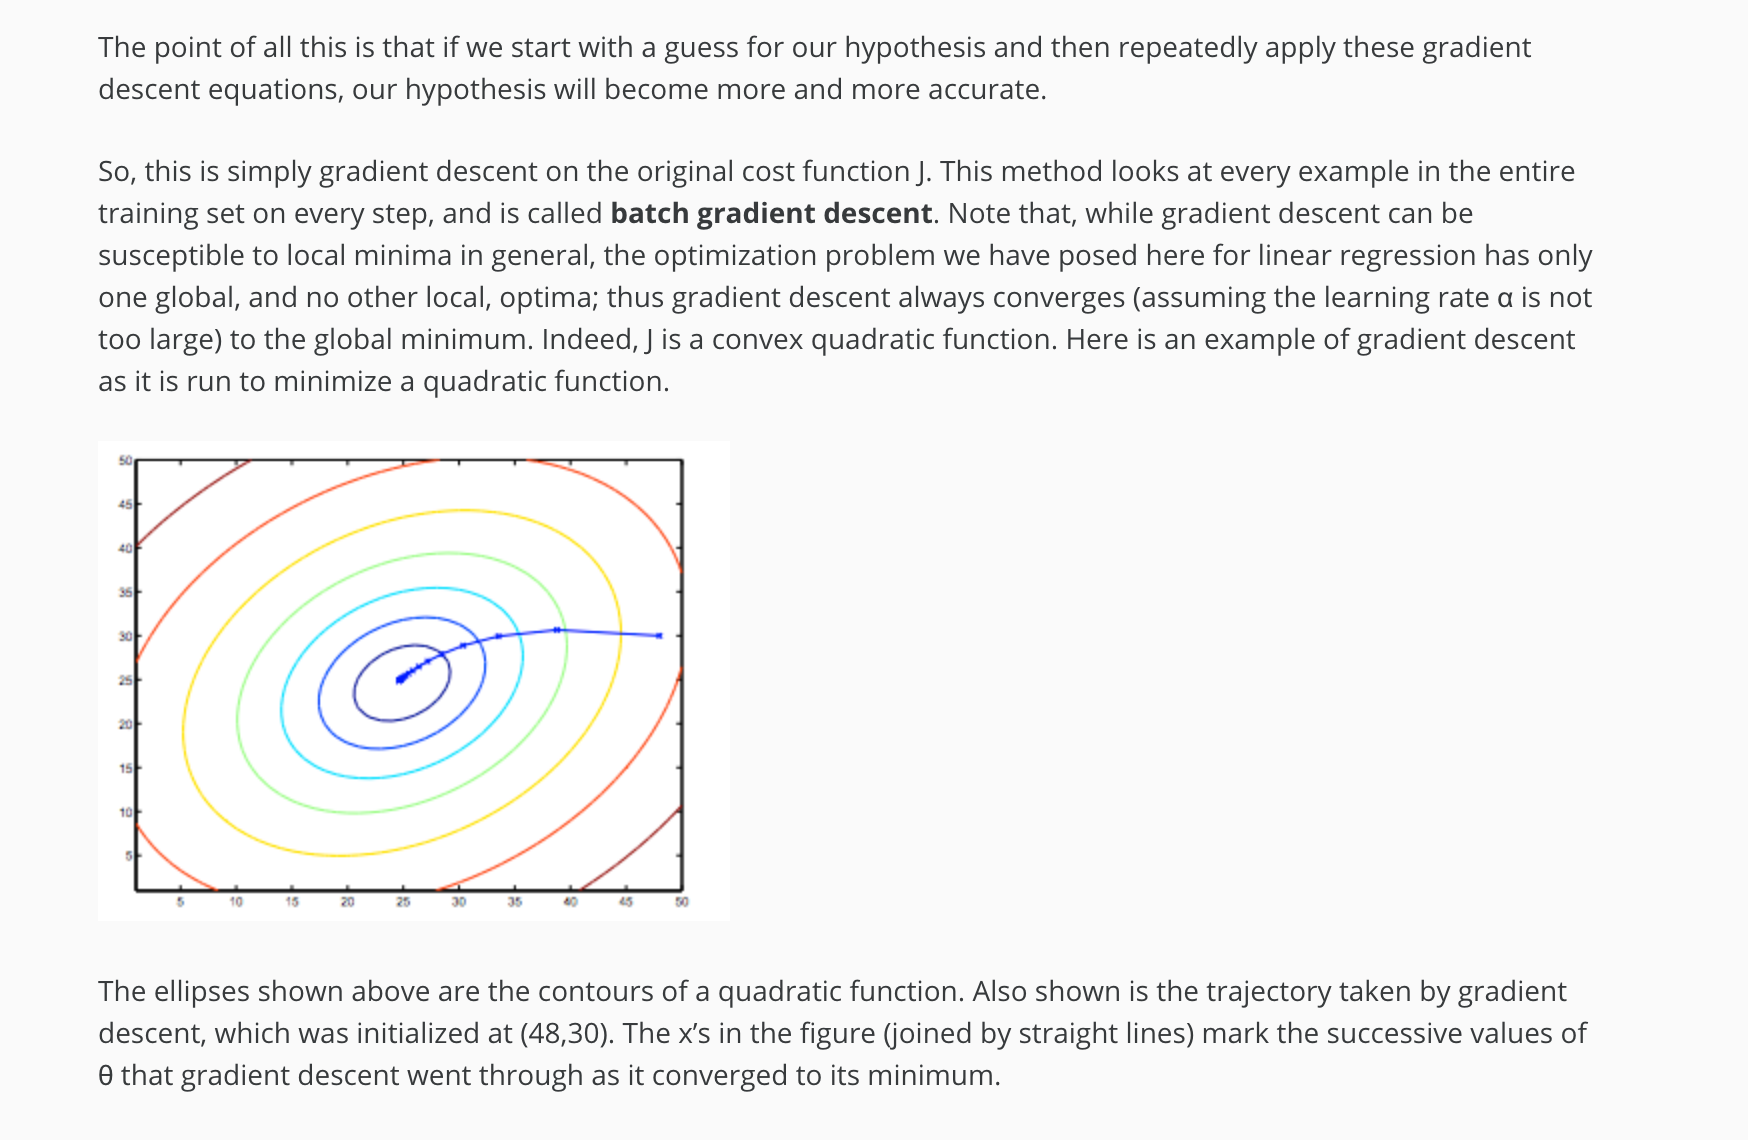 The point of all this is that if we start with a guess for our hypothesis and then repeatedly apply these gradient
descent equations, our hypothesis will become more and more accurate.
So, this is simply gradient descent on the original cost function J. This method looks at every example in the entire
training set on every step, and is called batch gradient descent. Note that, while gradient descent can be
susceptible to local minima in general, the optimization problem we have posed here for linear regression has only
one global, and no other local, optima; thus gradient descent always converges (assuming the learning rate α is not
too large) to the global minimum. Indeed, J is a convex quadratic function. Here is an example of gradient descent
as it is run to minimize a quadratic function.
50
45
40
35
30
25
20
15
10
5
5 10 15 20 25 30 35 40 45 50
The ellipses shown above are the contours of a quadratic function. Also shown is the trajectory taken by gradient
descent, which was initialized at (48,30). The x’s in the figure (joined by straight lines) mark the successive values of
θ that gradient descent went through as it converged to its minimum.